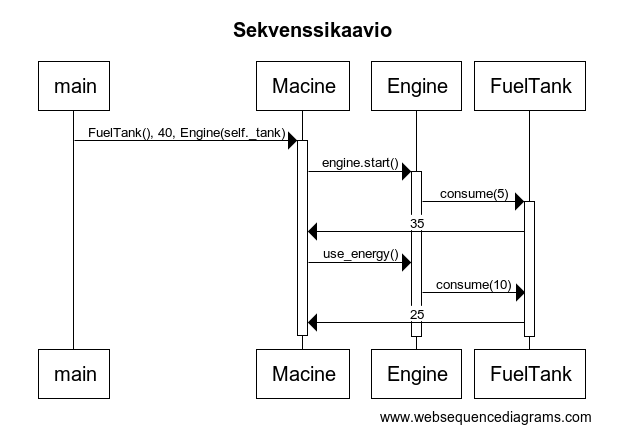 Sekvenssikaavio
main Macine Engine FuelTank
FuelTank(), 40, Engine(self._tank)
engine.start()
consume(5)
35
use_energy()
consume(10)
25
main Macine Engine FuelTank
www.websequencediagrams.com